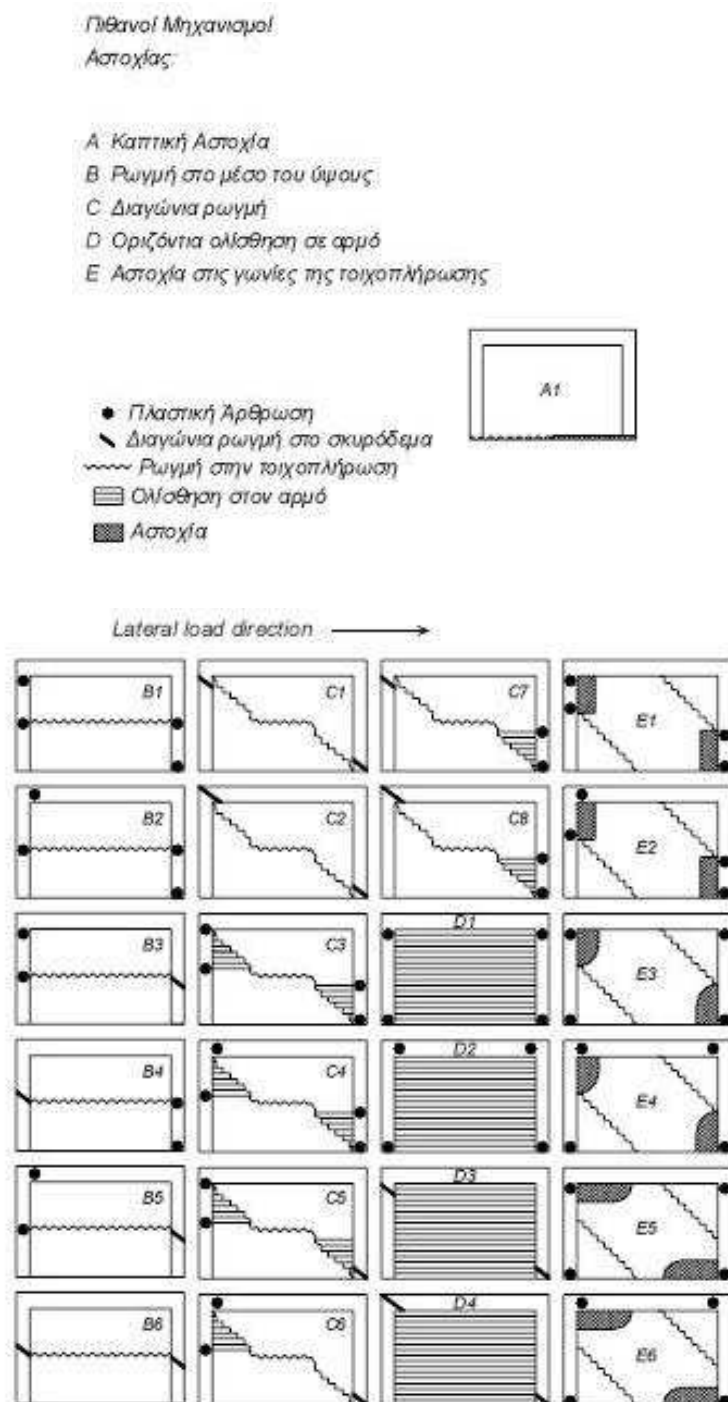 Πιθανοί Μηχανισμοί
Αστοχίας:
A Καπτική Αστοχία
B Ρωγμή στο μέσο του ύψους
C Διαγώνια ρωγμή
D Οριζόντια ολίσθηση σε αρμό
E Αστοχία στις γωνίες της τοιχοπλήρωσης
A1
Πλαστική Άρθρωση
Διαγώνια ρωγμή στο σκυρόδεμα
Ρωγμή στην τοιχοπλήρωση
Ολίσθηση στον αρμό
Αστοχία
Lateral load direction
B1 C1 C7 E1
B2 C2 C8 E2
B3 C3 D1 E3
B4 C4 D2 E4
B5 C5 D3 E5
B6 C6 D4 E6